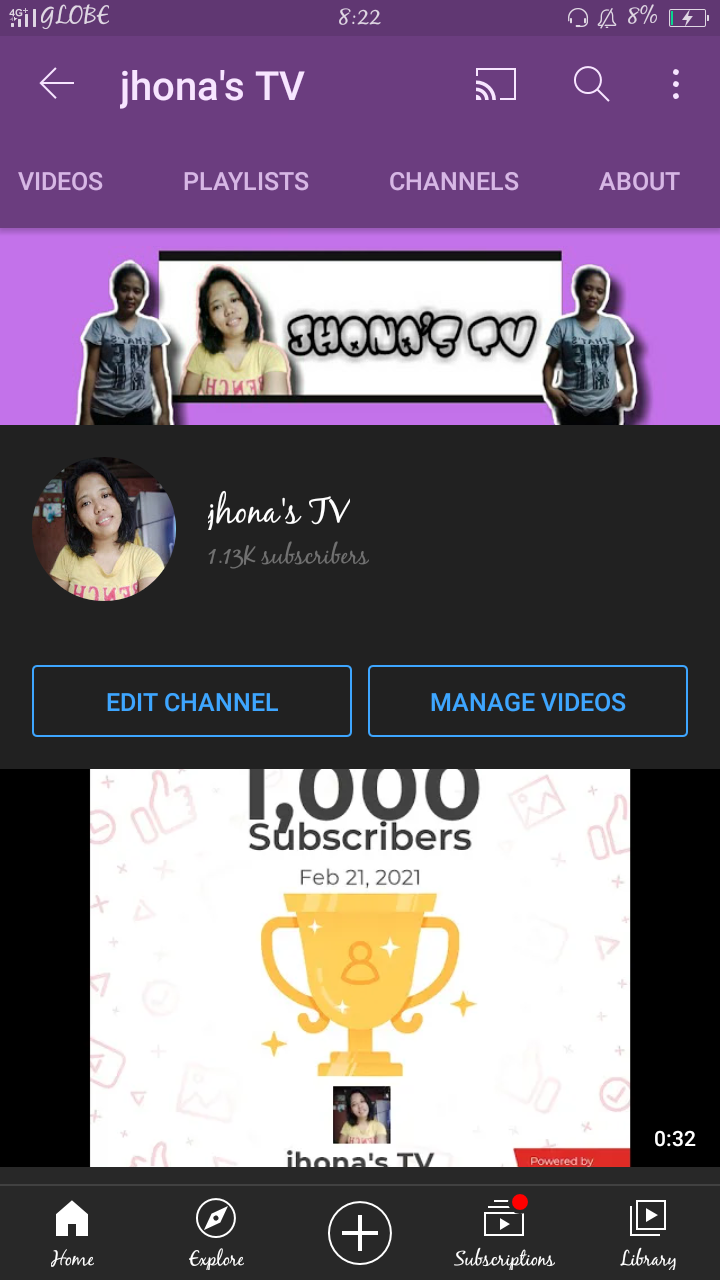 4G+ GLOBE 8:22 8%
jhona's TV
VIDEOS PLAYLISTS CHANNELS ABOUT
JHONA'S TV
jhona's TV
1.13K subscribers
EDIT CHANNEL MANAGE VIDEOS
1,000
Subscribers
Feb 21, 2021
jhona's TV
Powered by
0:32
Home Explore Subscriptions Library